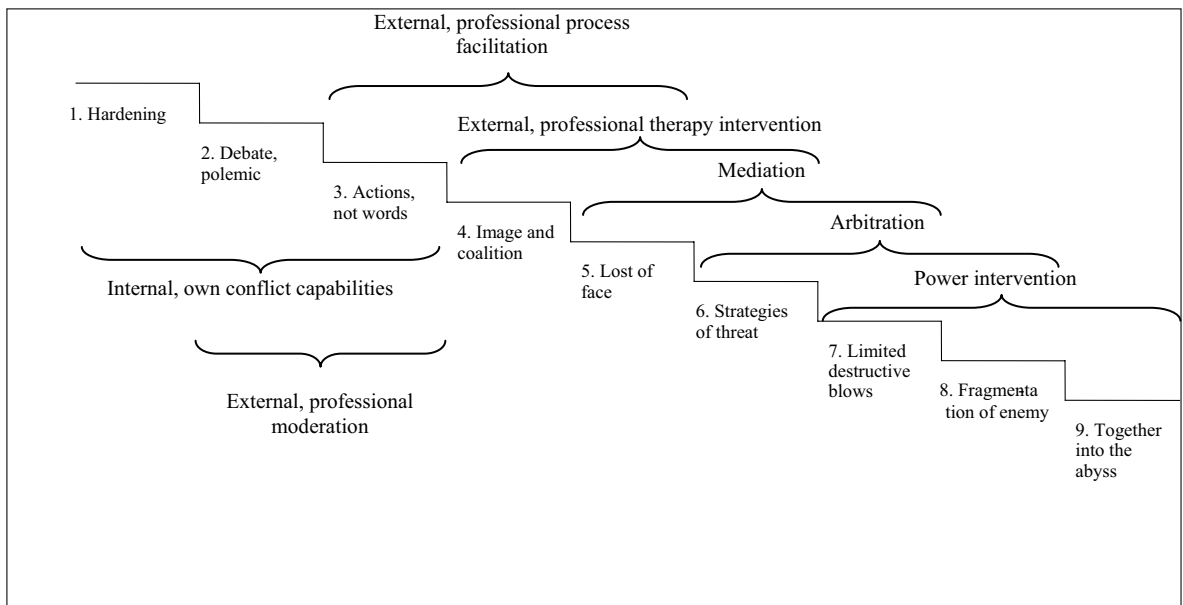 External, professional process
facilitation
1. Hardening
External, professional therapy intervention
2. Debate,
polemic
Mediation
3. Actions,
not words
Arbitration
4. Image and
coalition
Internal, own conflict capabilities
5. Lost of
face
Power intervention
6. Strategies
of threat
7. Limited
destructive
blows
External, professional
moderation
8. Fragmenta
tion of enemy
9. Together
into the
abyss